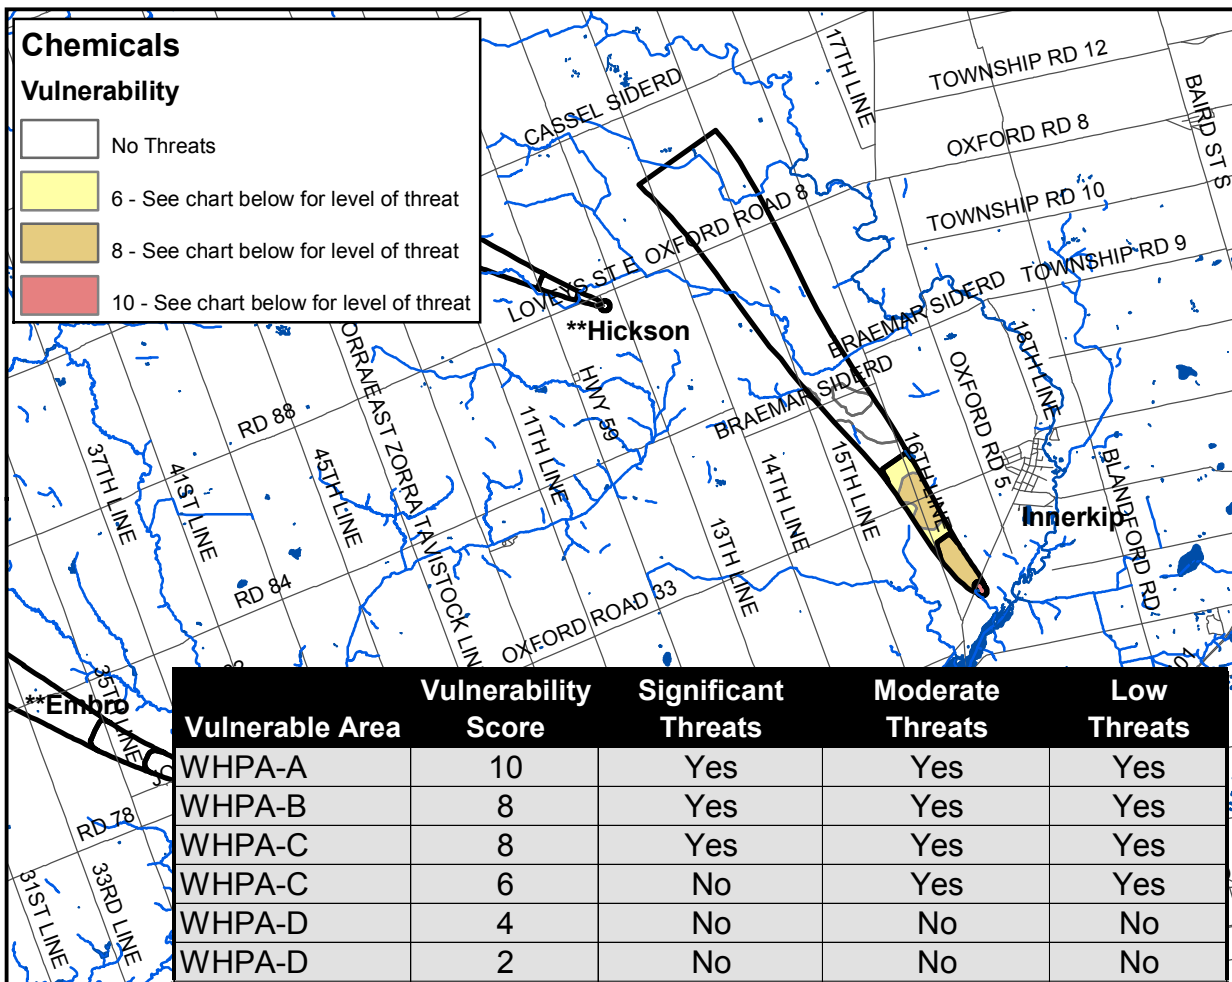 Chemicals
Vulnerability
No Threats
6 - See chart below for level of threat
8 - See chart below for level of threat
10 - See chart below for level of threat
17TH LINE
TOWNSHIP RD 12
BAIRD ST S
CASSEL SIDERD
OXFORD RD 8
TOWNSHIP RD 10
TOWNSHIP RD 9
LOVEYS ST E
OXFORD ROAD 8
**Hickson
BRAEMAR SIDERD
18TH LINE
OXFORD RD 5
BRAEMAR SIDERD
HWY 59
11TH LINE
RD 88
37TH LINE
41ST LINE
45TH LINE
ORRA/EAST ZORRA TAVISTOCK LIN
14TH LINE
15TH LINE
16TH LINE
13TH LINE
Innerkip
BLANDFORD RD
RD 84
OXFORD ROAD 33
**Embro
35TH LINE
RD 78
31ST LINE
33RD LINE
Vulnerable Area Vulnerability Score Significant Threats Moderate Threats Low Threats
WHPA-A 10 Yes Yes Yes
WHPA-B 8 Yes Yes Yes
WHPA-C 8 Yes Yes Yes
WHPA-C 6 No Yes Yes
WHPA-D 4 No No No
WHPA-D 2 No No No